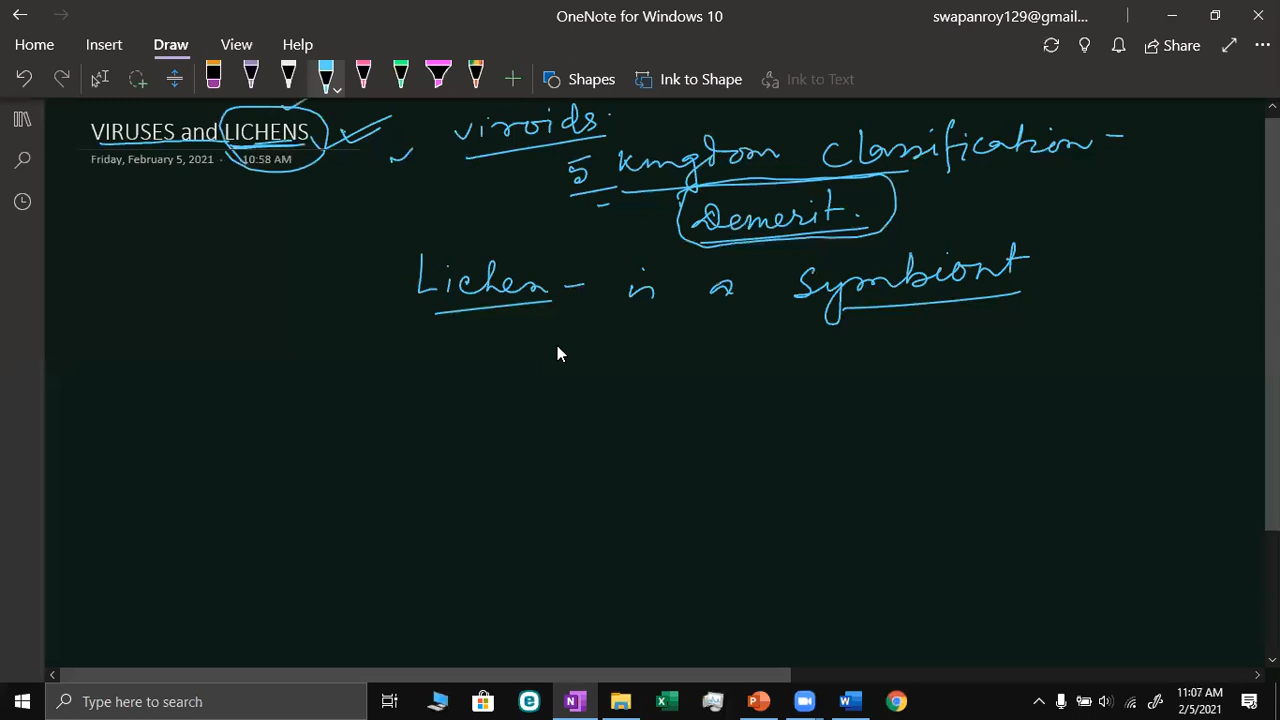 OneNote for Windows 10
swapanroy129@gmail...
Home Insert Draw View Help
Share
Shapes Ink to Shape Ink to Text
VIRUSES and LICHENS
Friday, February 5, 2021 10:58 AM
viroids.
5 Kingdom Classification -
Demerit.
Lichen - is a symbiont
Type here to search
11:07 AM
2/5/2021